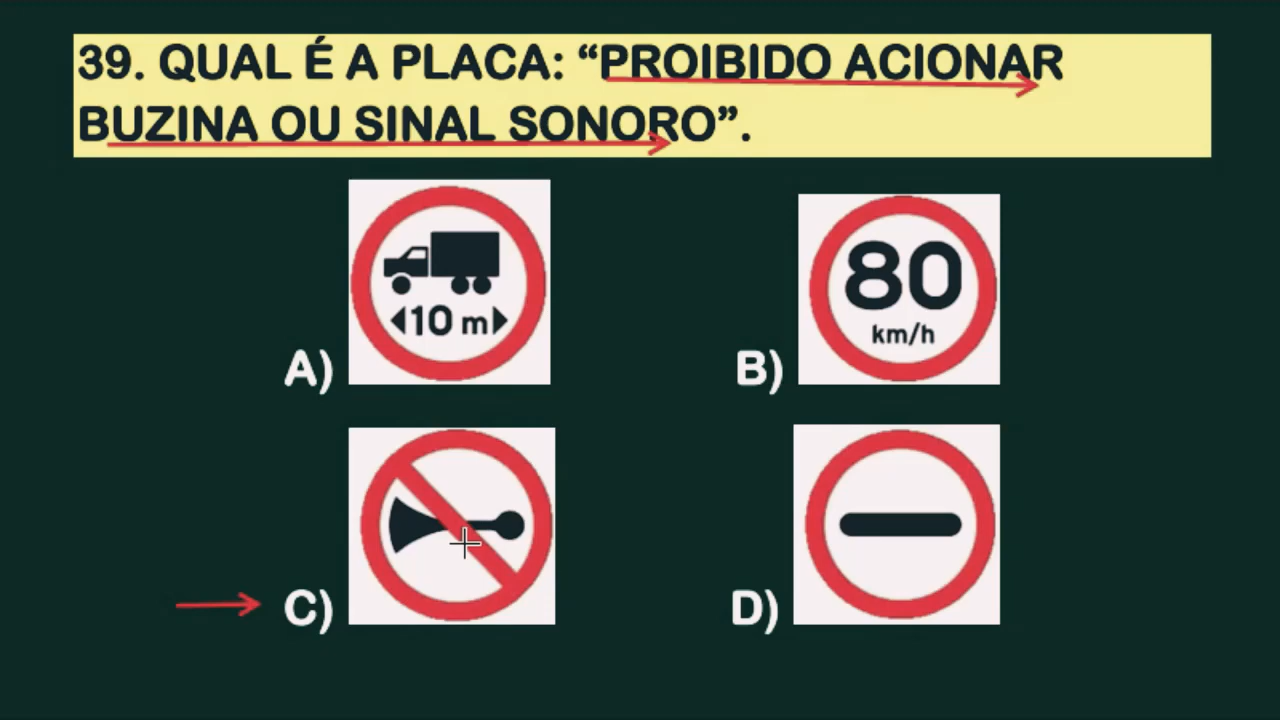 39. QUAL É A PLACA: “PROIBIDO ACIONAR
BUZINA OU SINAL SONORO”.
10 m
A)
80
km/h
B)
C)
D)